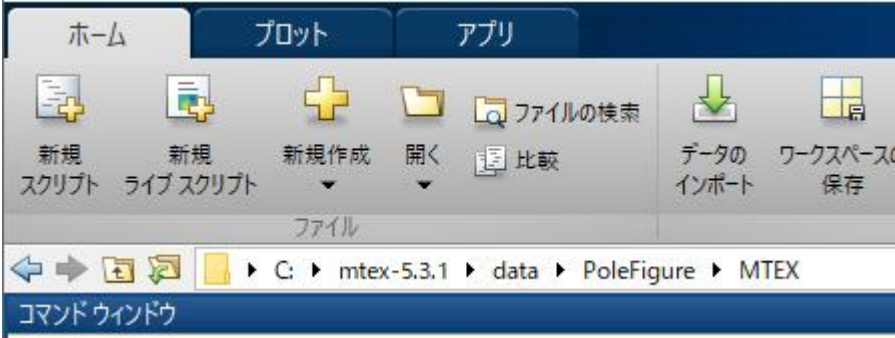 ホーム プロット アプリ
新規 スクリプト
新規 ライブ スクリプト
新規作成
開く
ファイルの検索
比較
データの インポート
ワークスペースの 保存
ファイル
C: mtex-5.3.1 data PoleFigure MTEX
コマンド ウィンドウ